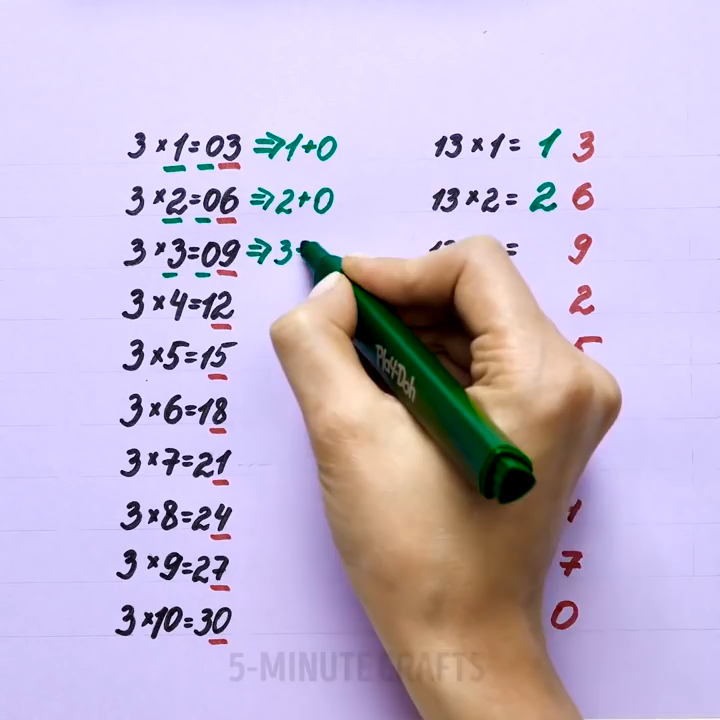 3 × 1 = 03 ⇒ 1+0 13 × 1 = 1 3
3 × 2 = 06 ⇒ 2+0 13 × 2 = 2 6
3 × 3 = 09 ⇒ 3 = 9
3 × 4 = 12 2
3 × 5 = 15
3 × 6 = 18
3 × 7 = 21
3 × 8 = 24 1
3 × 9 = 27 7
3 × 10 = 30 0
Play-Doh
5-MINUTE CRAFTS